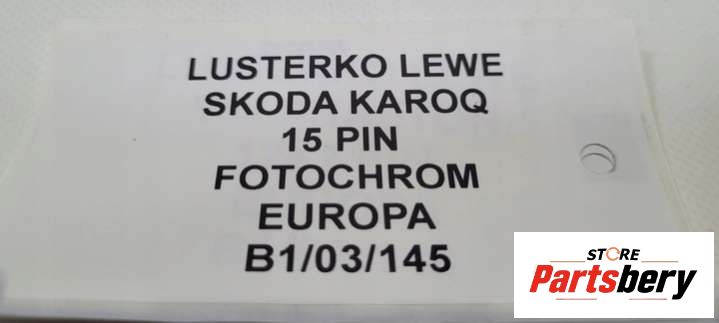 LUSTERKO LEWE
SKODA KAROQ
15 PIN
FOTOCHROM
EUROPA
B1/03/145
STORE
Partsbery